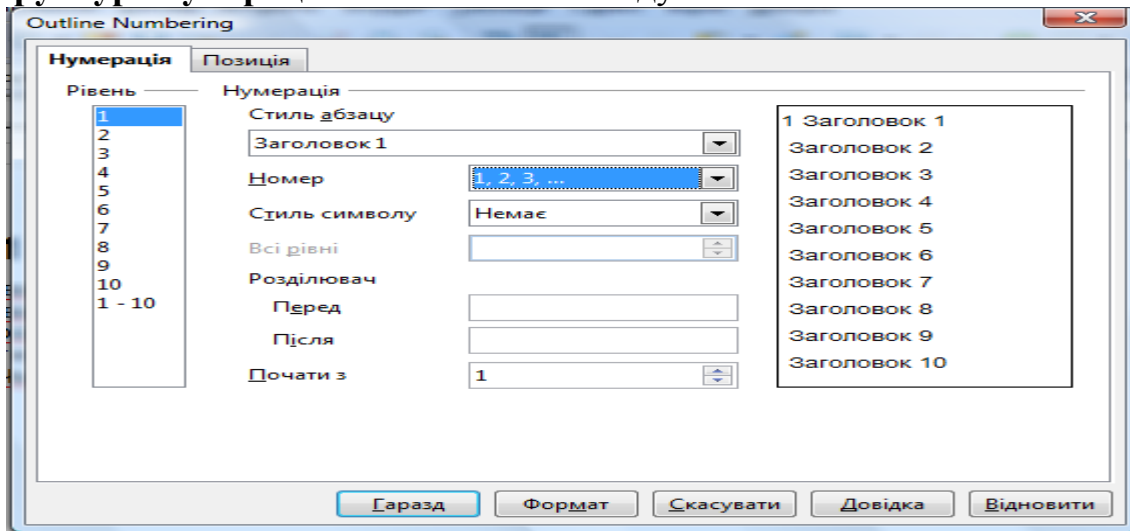 Outline Numbering
Нумерація Позиція
Рівень Нумерація
1
2
3
4
5
6
7
8
9
10
1 - 10
Стиль абзацу
Заголовок 1
Номер 1, 2, 3, ...
Стиль символу Немає
Всі рівні
Розділювач
Перед
Після
Почати з 1
1 Заголовок 1
Заголовок 2
Заголовок 3
Заголовок 4
Заголовок 5
Заголовок 6
Заголовок 7
Заголовок 8
Заголовок 9
Заголовок 10
Гаразд Формат Скасувати Довідка Відновити